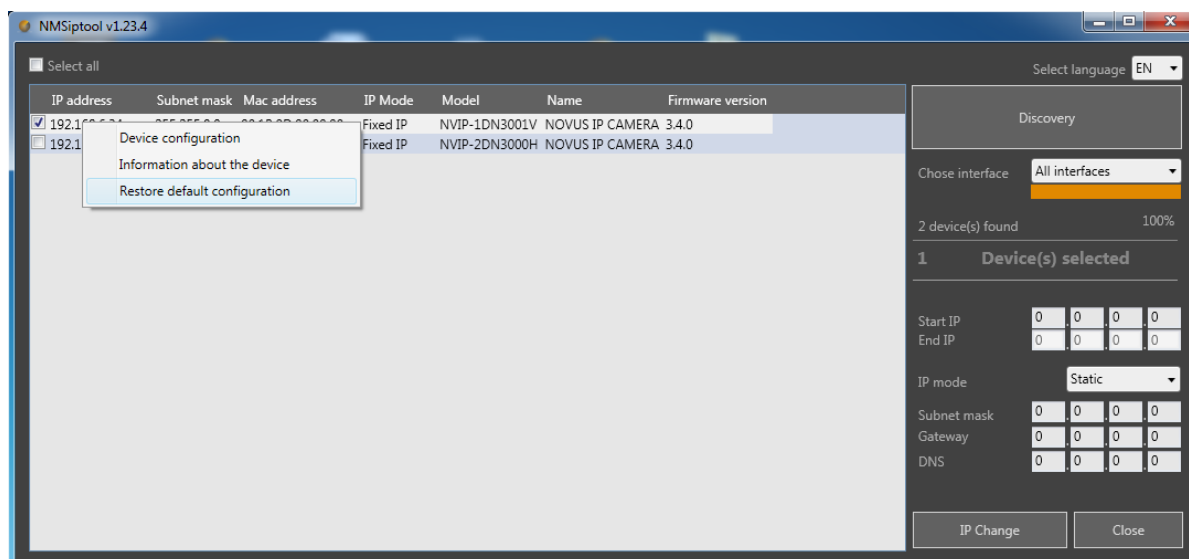 NMSiptool v1.23.4
Select all
Select language EN
IP address Subnet mask Mac address IP Mode Model Name Firmware version
Fixed IP NVIP-1DN3001V NOVUS IP CAMERA 3.4.0
192.1 Fixed IP NVIP-2DN3000H NOVUS IP CAMERA 3.4.0
Device configuration
Information about the device
Restore default configuration
Discovery
Chose interface All interfaces
2 device(s) found 100%
1 Device(s) selected
Start IP 0 . 0 . 0 . 0
End IP 0 . 0 . 0 . 0
IP mode Static
Subnet mask 0 . 0 . 0 . 0
Gateway 0 . 0 . 0 . 0
DNS 0 . 0 . 0 . 0
IP Change Close